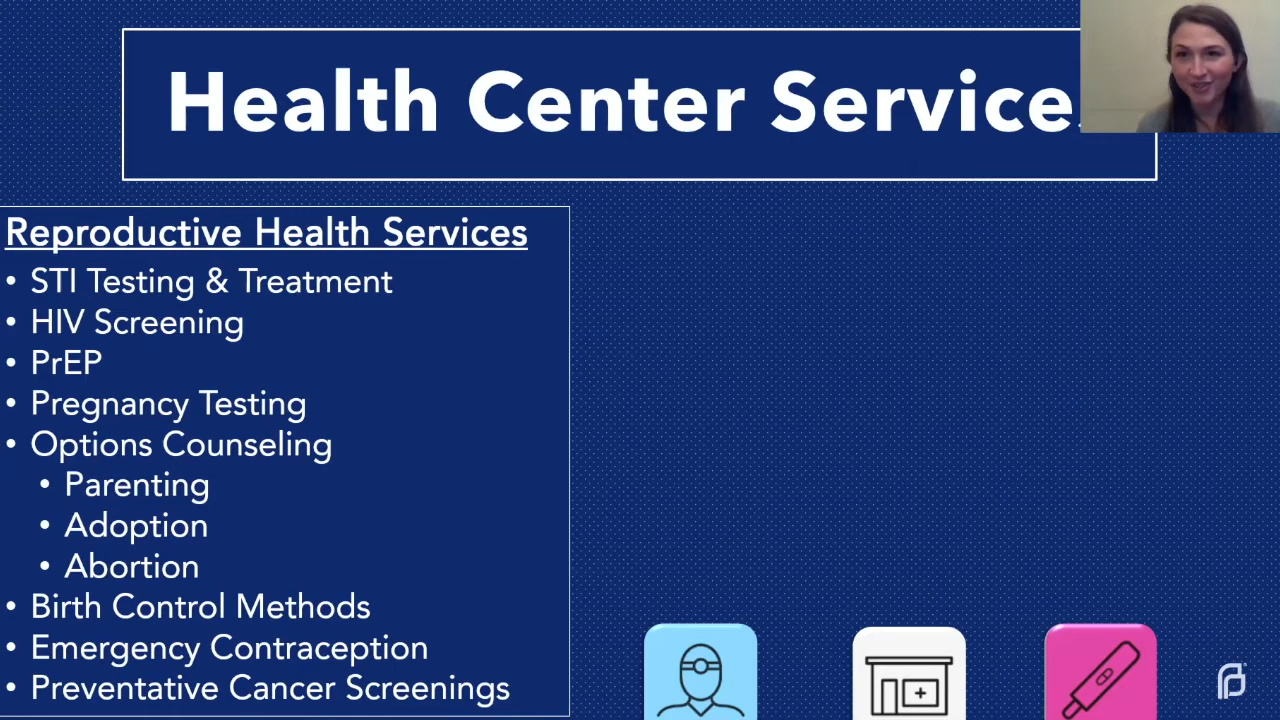 Health Center Service
Reproductive Health Services
• STI Testing & Treatment
• HIV Screening
• PrEP
• Pregnancy Testing
• Options Counseling
• Parenting
• Adoption
• Abortion
• Birth Control Methods
• Emergency Contraception
• Preventative Cancer Screenings